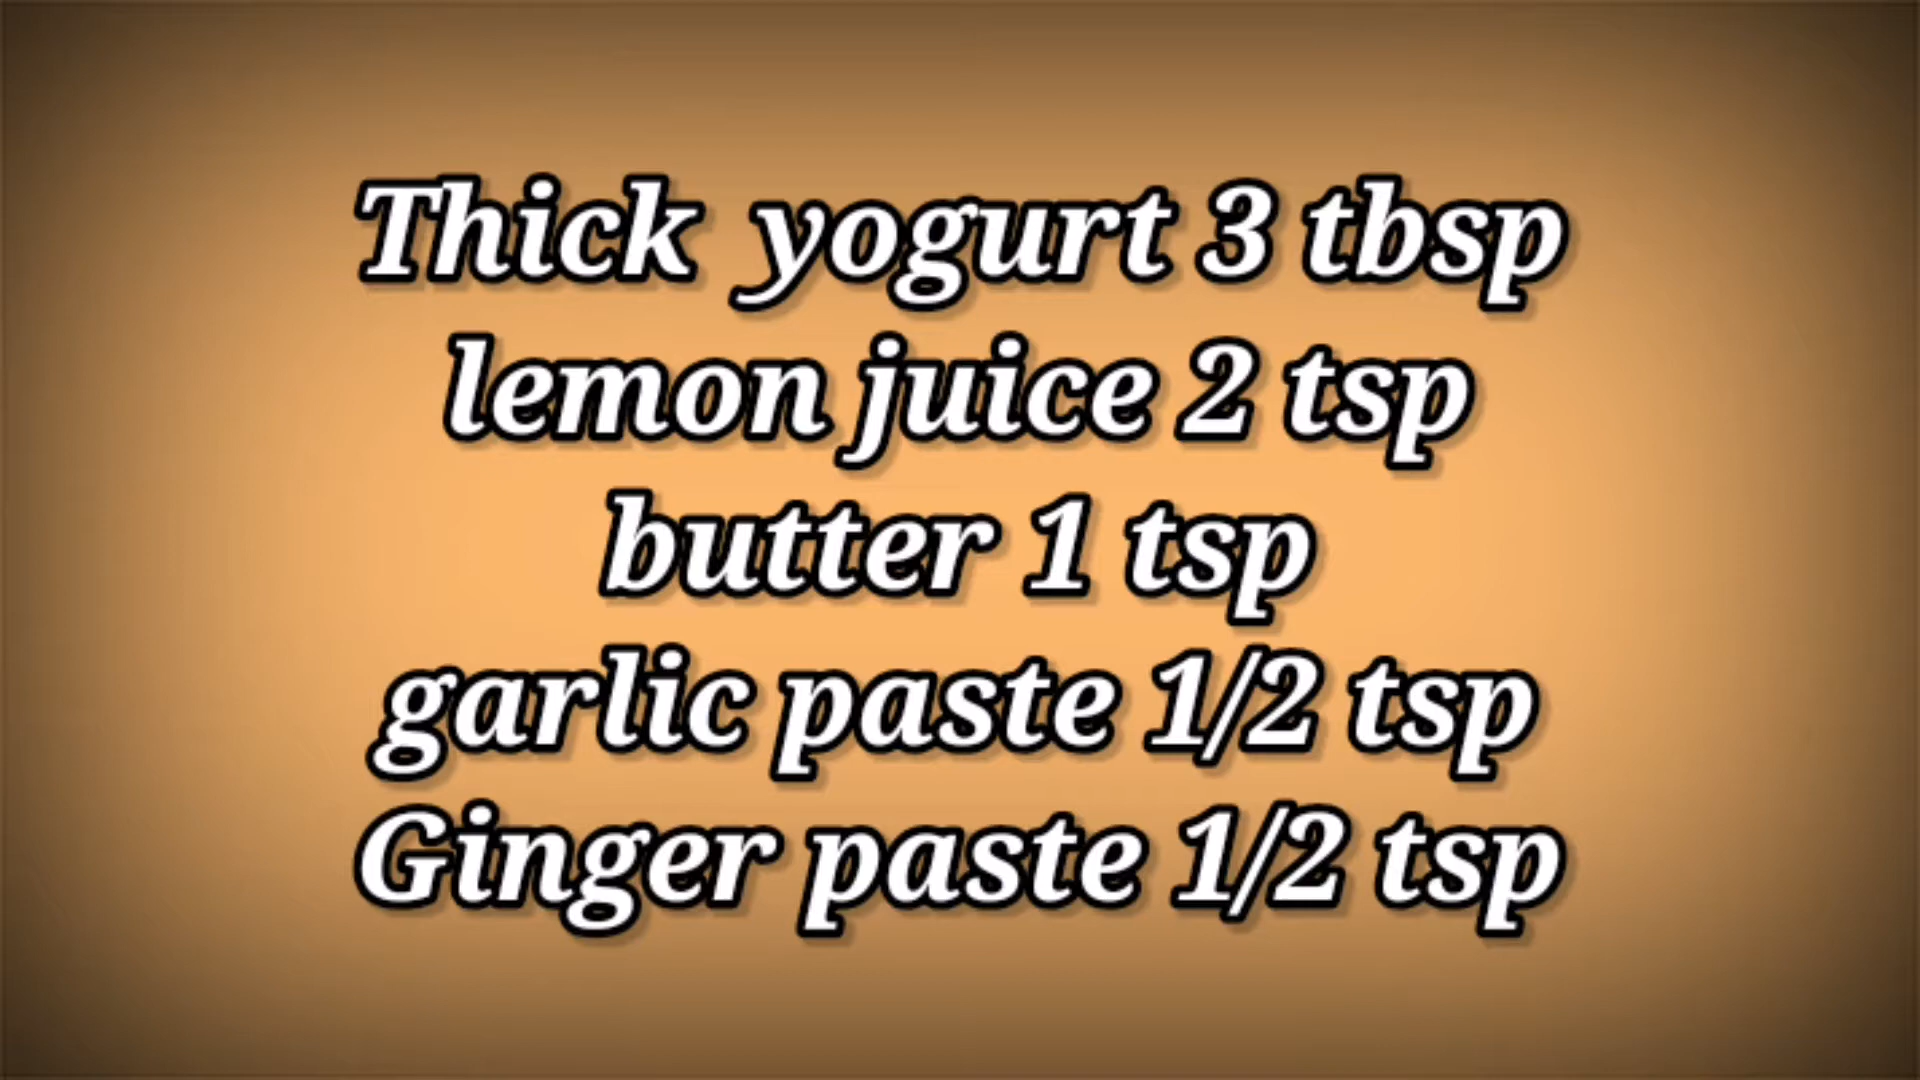 Thick yogurt 3 tbsp
lemon juice 2 tsp
butter 1 tsp
garlic paste 1/2 tsp
Ginger paste 1/2 tsp